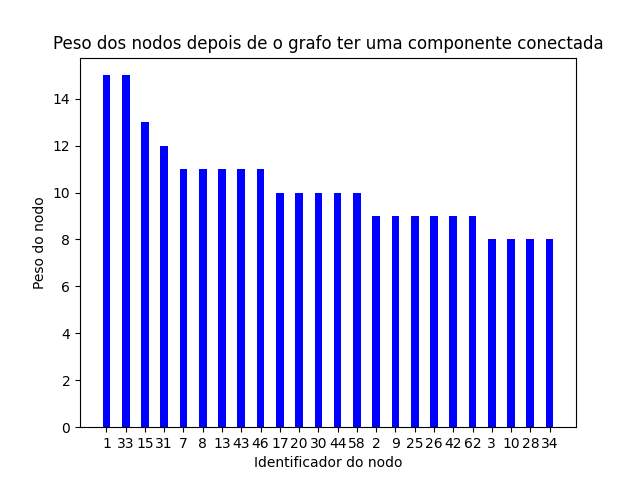 Peso dos nodos depois de o grafo ter uma componente conectada
14
12
10
8
6
4
2
0
Peso do nodo
1 33 15 31 7 8 13 43 46 17 20 30 44 58 2 9 25 26 42 62 3 10 28 34
Identificador do nodo